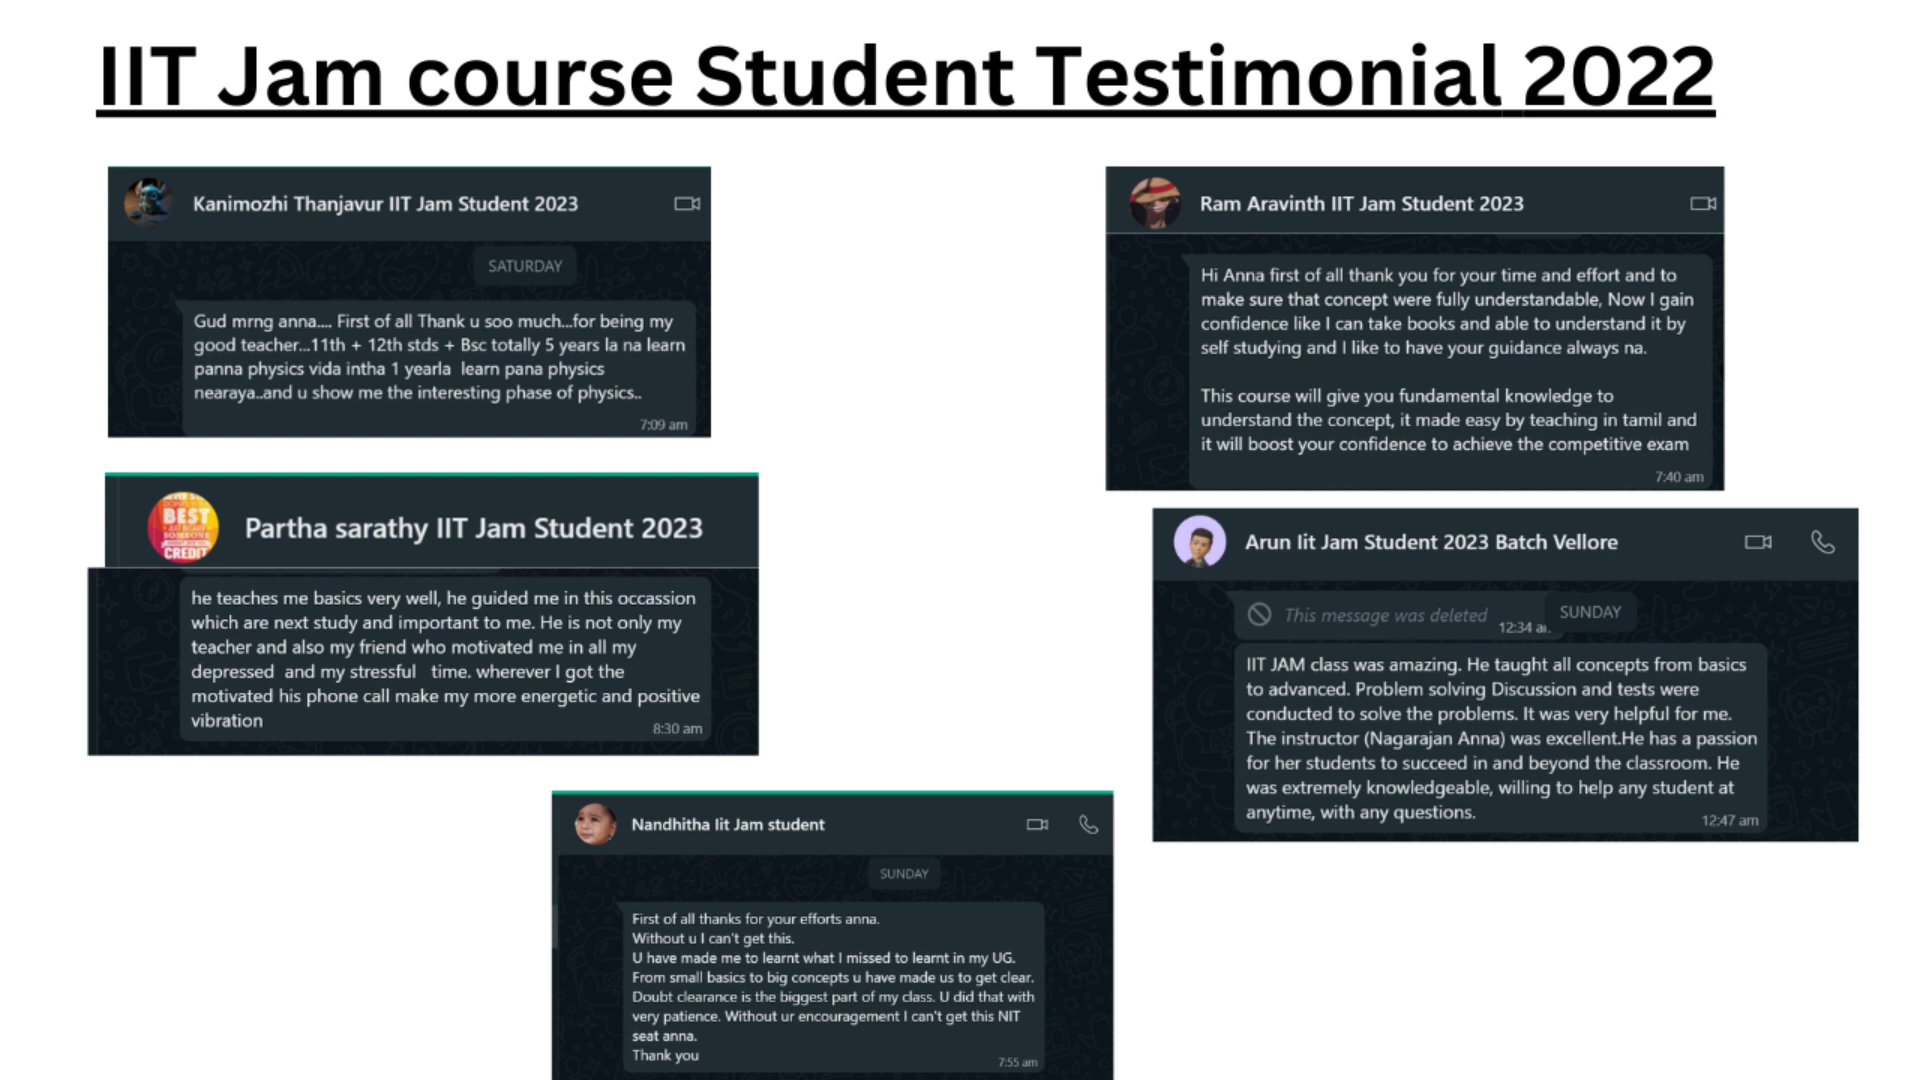 IIT Jam course Student Testimonial 2022
Kanimozhi Thanjavur IIT Jam Student 2023
SATURDAY
Gud mrng anna.... First of all Thank u soo much...for being my
good teacher...11th + 12th stds + Bsc totally 5 years la na learn
panna physics vida intha 1 yearla learn pana physics
nearaya..and u show me the interesting phase of physics..
7:09 am
Ram Aravinth IIT Jam Student 2023
Hi Anna first of all thank you for your time and effort and to
make sure that concept were fully understandable, Now I gain
confidence like I can take books and able to understand it by
self studying and I like to have your guidance always na.
This course will give you fundamental knowledge to
understand the concept, it made easy by teaching in tamil and
it will boost your confidence to achieve the competitive exam
7:40 am
BEST
SOMEONE
CREDIT
Partha sarathy IIT Jam Student 2023
he teaches me basics very well, he guided me in this occassion
which are next study and important to me. He is not only my
teacher and also my friend who motivated me in all my
depressed and my stressful time. wherever I got the
motivated his phone call make my more energetic and positive
vibration
8:30 am
Arun Iit Jam Student 2023 Batch Vellore
This message was deleted 12:34 am
SUNDAY
IIT JAM class was amazing. He taught all concepts from basics
to advanced. Problem solving Discussion and tests were
conducted to solve the problems. It was very helpful for me.
The instructor (Nagarajan Anna) was excellent.He has a passion
for her students to succeed in and beyond the classroom. He
was extremely knowledgeable, willing to help any student at
anytime, with any questions.
12:47 am
Nandhitha Iit Jam student
SUNDAY
First of all thanks for your efforts anna.
Without u I can't get this.
U have made me to learnt what I missed to learnt in my UG.
From small basics to big concepts u have made us to get clear.
Doubt clearance is the biggest part of my class. U did that with
very patience. Without ur encouragement I can't get this NIT
seat anna.
Thank you
7:55 am